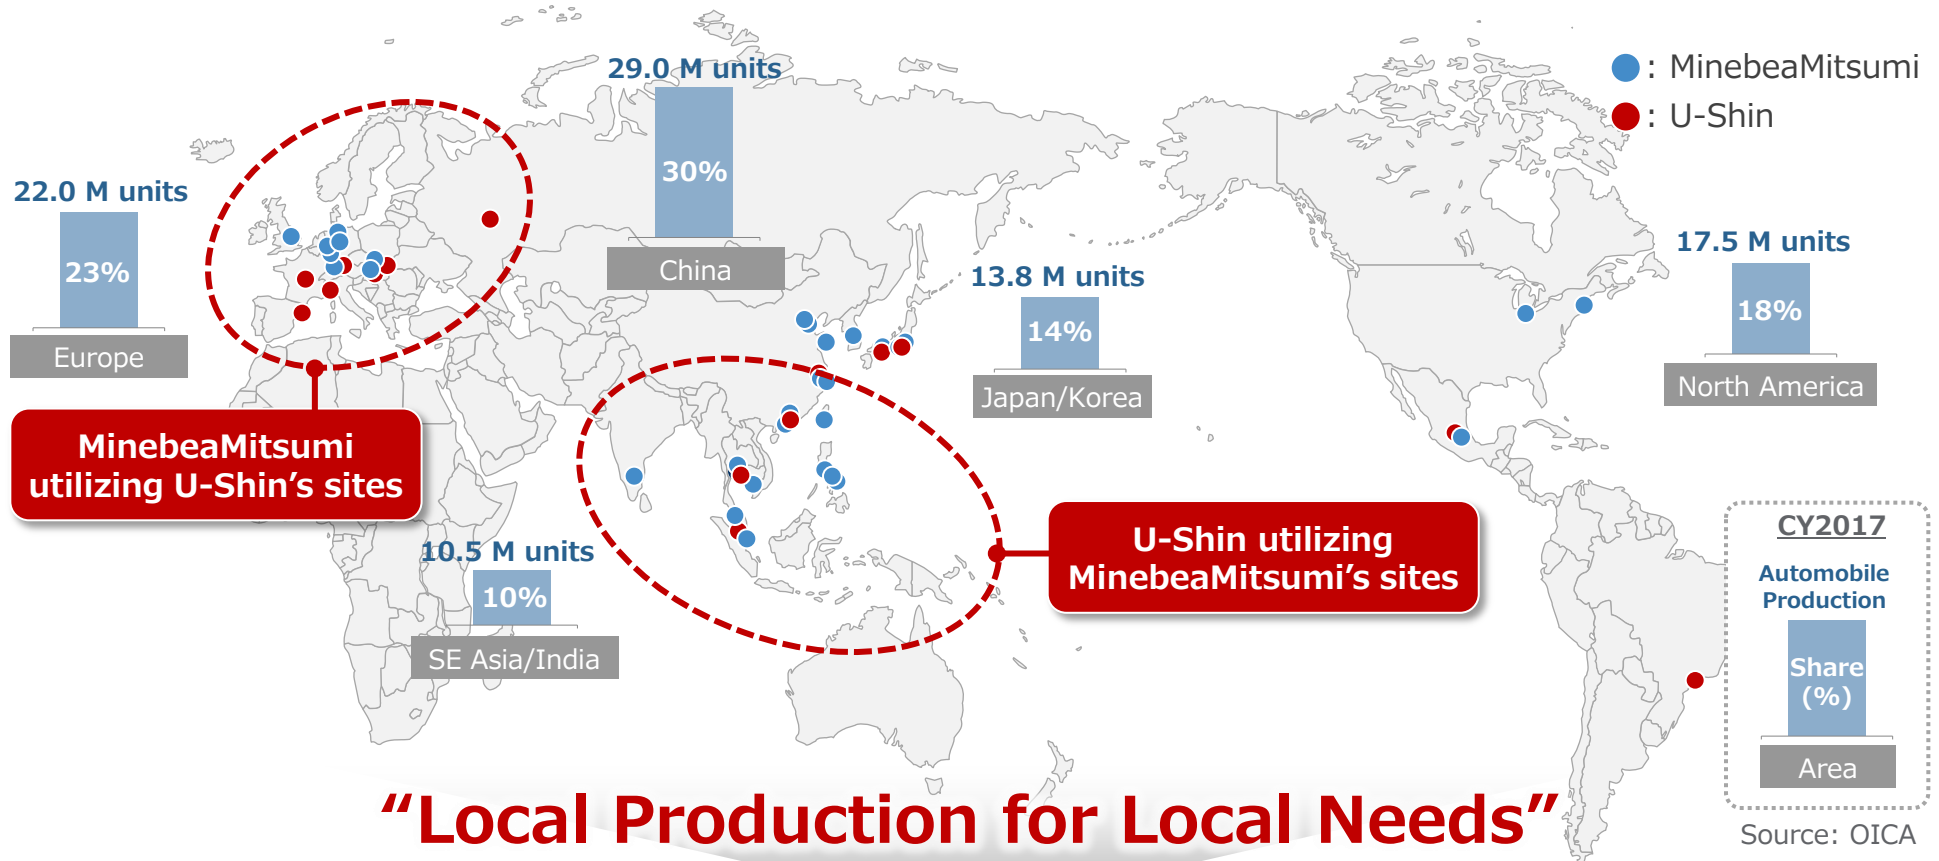 29.0 M units
30%
China
: MinebeaMitsumi
: U-Shin
22.0 M units
23%
Europe
13.8 M units
14%
Japan/Korea
17.5 M units
18%
North America
MinebeaMitsumi
utilizing U-Shin’s sites
10.5 M units
10%
SE Asia/India
U-Shin utilizing
MinebeaMitsumi’s sites
CY2017
Automobile
Production
Share
(%)
Area
“Local Production for Local Needs”
Source: OICA